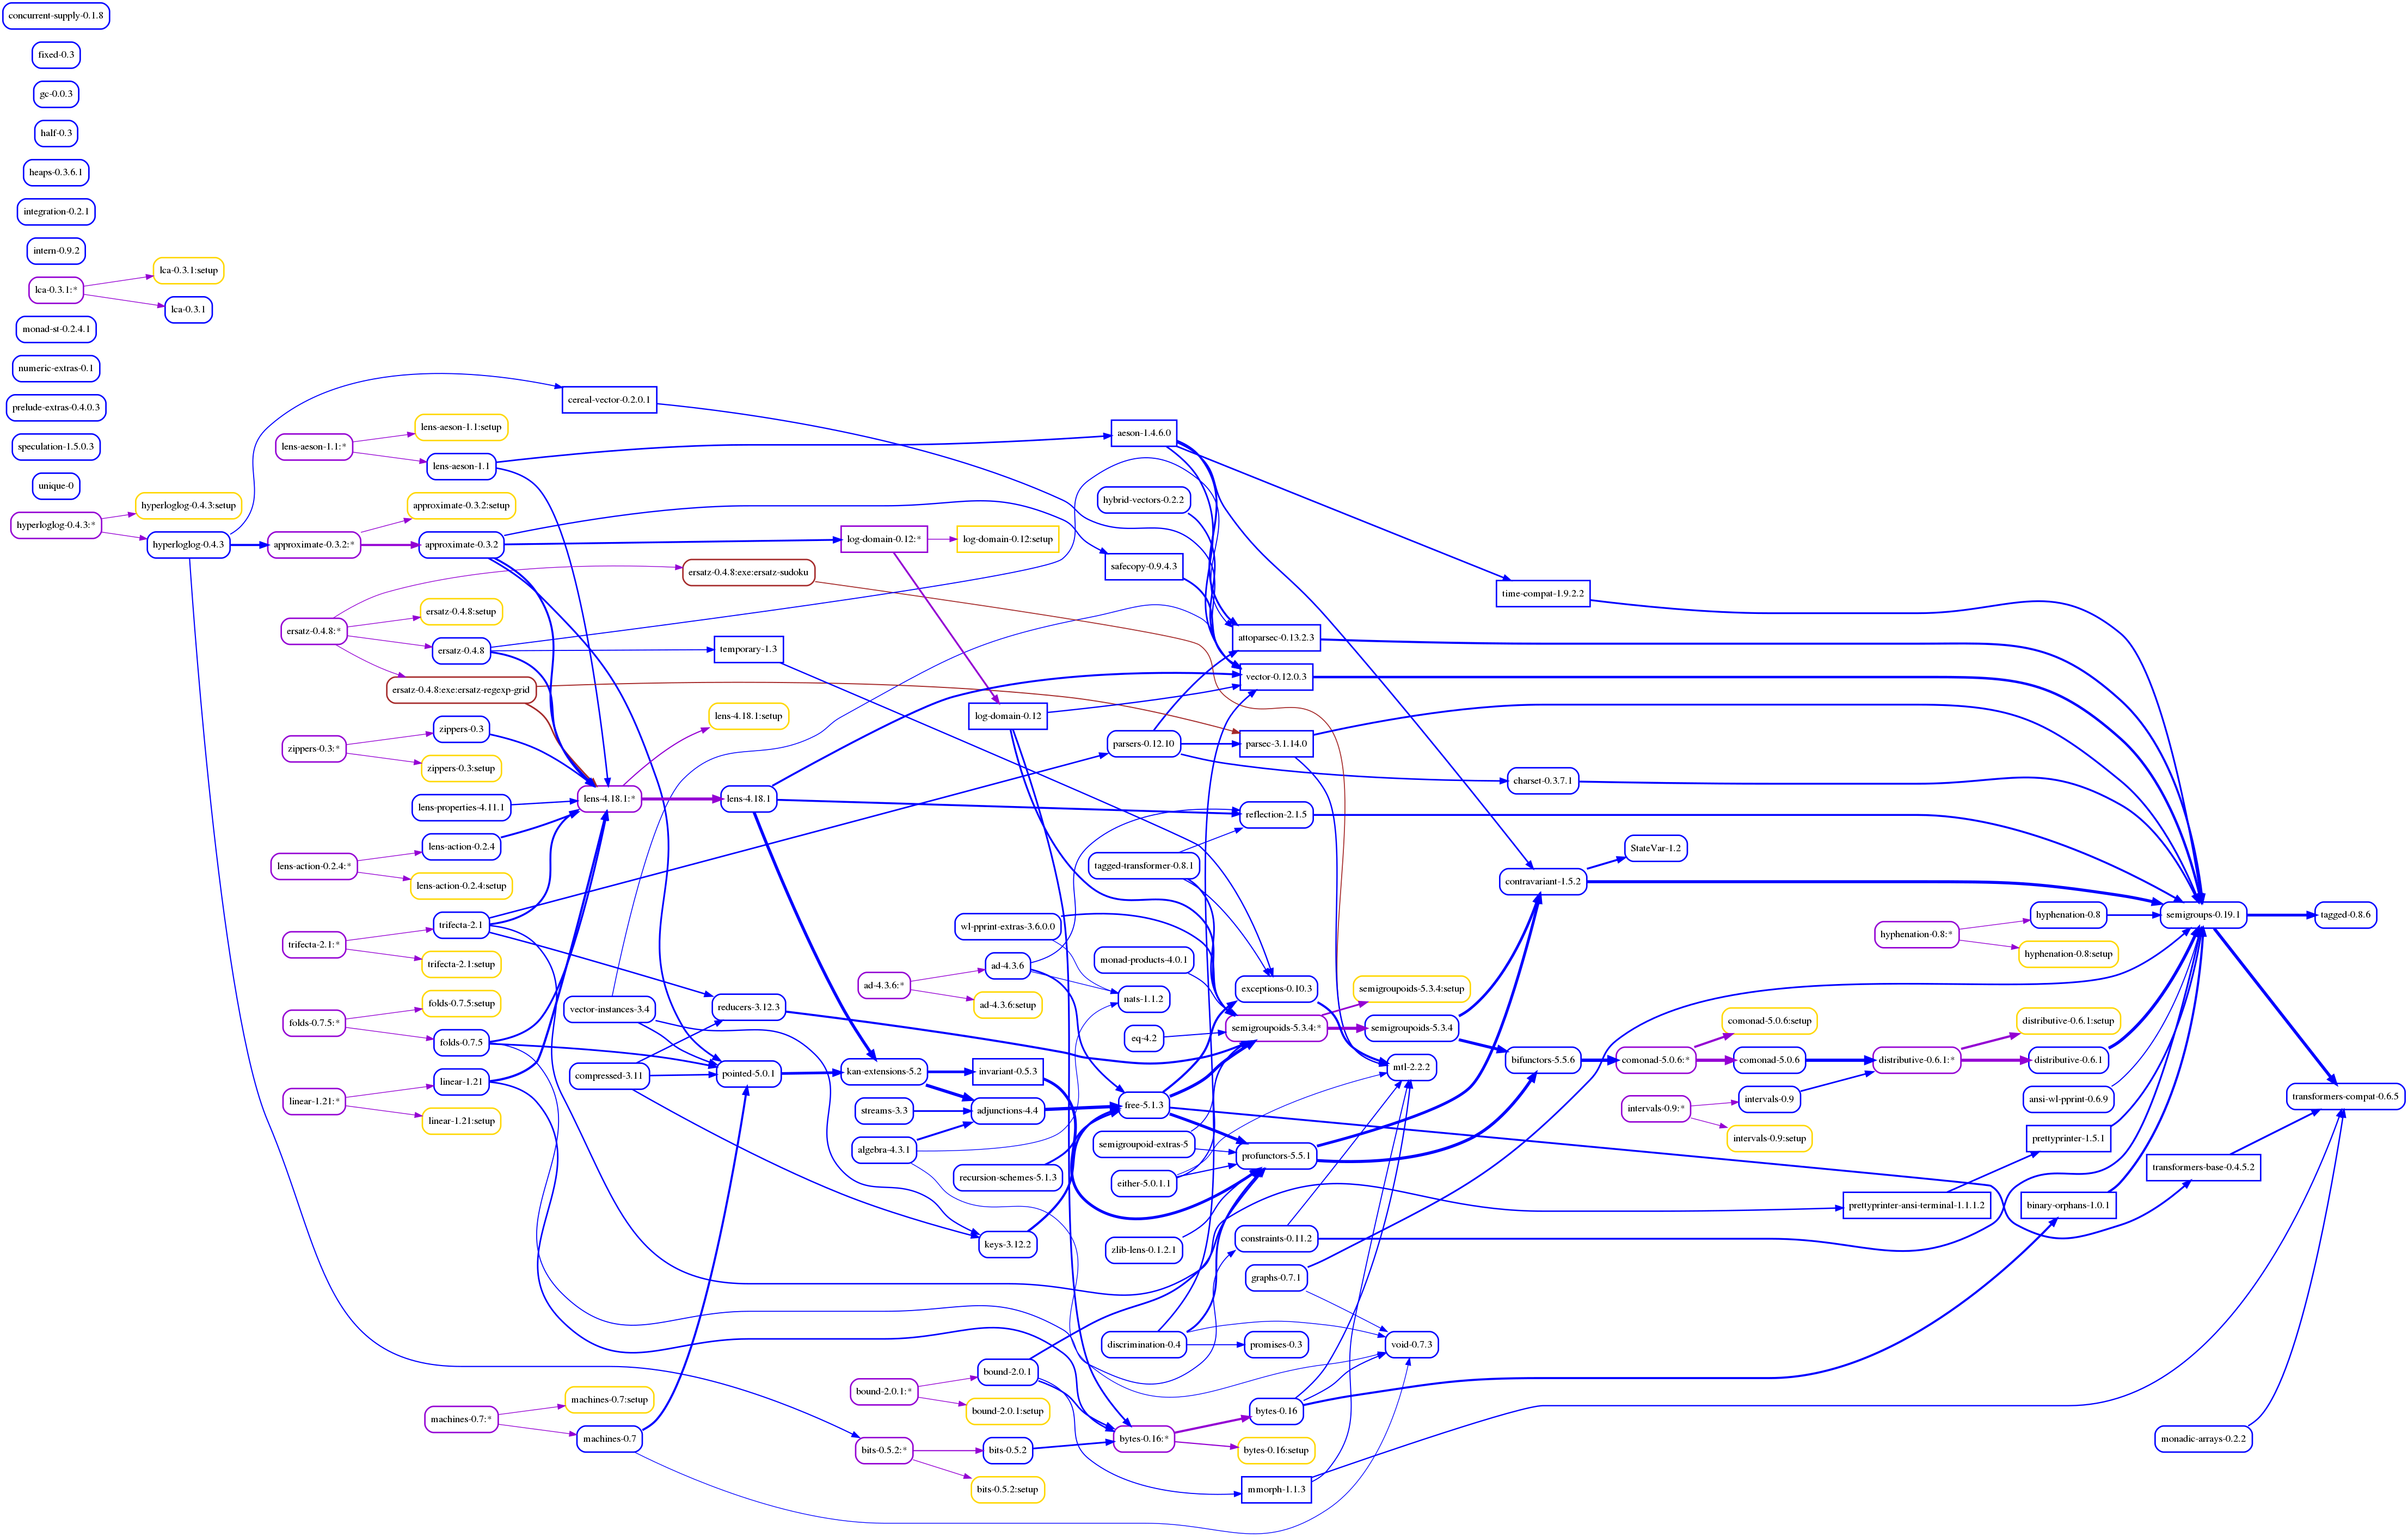 concurrent-supply-0.1.8
fixed-0.3
gc-0.0.3
half-0.3
heaps-0.3.6.1
integration-0.2.1
intern-0.9.2
lca-0.3.1:*
lca-0.3.1:setup
lca-0.3.1
monad-st-0.2.4.1
numeric-extras-0.1
prelude-extras-0.4.0.3
speculation-1.5.0.3
unique-0
hyperloglog-0.4.3:*
hyperloglog-0.4.3:setup
hyperloglog-0.4.3
approximate-0.3.2:*
cereal-vector-0.2.0.1
lens-aeson-1.1:*
lens-aeson-1.1:setup
lens-aeson-1.1
approximate-0.3.2:setup
approximate-0.3.2
log-domain-0.12:*
log-domain-0.12:setup
ersatz-0.4.8:exe:ersatz-sudoku
ersatz-0.4.8:*
ersatz-0.4.8:setup
ersatz-0.4.8
ersatz-0.4.8:exe:ersatz-regexp-grid
temporary-1.3
zippers-0.3:*
zippers-0.3
zippers-0.3:setup
lens-4.18.1:setup
lens-properties-4.11.1
lens-4.18.1:*
lens-4.18.1
lens-action-0.2.4:*
lens-action-0.2.4
lens-action-0.2.4:setup
trifecta-2.1:*
trifecta-2.1
trifecta-2.1:setup
folds-0.7.5:*
folds-0.7.5:setup
folds-0.7.5
linear-1.21:*
linear-1.21
linear-1.21:setup
vector-instances-3.4
compressed-3.11
reducers-3.12.3
pointed-5.0.1
machines-0.7:*
machines-0.7:setup
machines-0.7
aeson-1.4.6.0
hybrid-vectors-0.2.2
safecopy-0.9.4.3
attoparsec-0.13.2.3
vector-0.12.0.3
log-domain-0.12
parsers-0.12.10
parsec-3.1.14.0
time-compat-1.9.2.2
charset-0.3.7.1
reflection-2.1.5
tagged-transformer-0.8.1
StateVar-1.2
contravariant-1.5.2
wl-pprint-extras-3.6.0.0
monad-products-4.0.1
ad-4.3.6:*
ad-4.3.6
ad-4.3.6:setup
nats-1.1.2
exceptions-0.10.3
semigroupoids-5.3.4:setup
eq-4.2
semigroupoids-5.3.4:*
semigroupoids-5.3.4
kan-extensions-5.2
invariant-0.5.3
mtl-2.2.2
bifunctors-5.5.6
comonad-5.0.6:*
comonad-5.0.6:setup
comonad-5.0.6
streams-3.3
adjunctions-4.4
free-5.1.3
algebra-4.3.1
semigroupoid-extras-5
profunctors-5.5.1
recursion-schemes-5.1.3
either-5.0.1.1
keys-3.12.2
zlib-lens-0.1.2.1
constraints-0.11.2
graphs-0.7.1
discrimination-0.4
promises-0.3
void-0.7.3
bound-2.0.1:*
bound-2.0.1
bound-2.0.1:setup
bytes-0.16:*
bytes-0.16
bytes-0.16:setup
bits-0.5.2:*
bits-0.5.2
bits-0.5.2:setup
mmorph-1.1.3
hyphenation-0.8:*
hyphenation-0.8
hyphenation-0.8:setup
semigroups-0.19.1
tagged-0.8.6
distributive-0.6.1:*
distributive-0.6.1:setup
distributive-0.6.1
intervals-0.9:*
intervals-0.9
intervals-0.9:setup
ansi-wl-pprint-0.6.9
prettyprinter-1.5.1
transformers-compat-0.6.5
transformers-base-0.4.5.2
prettyprinter-ansi-terminal-1.1.1.2
binary-orphans-1.0.1
monadic-arrays-0.2.2